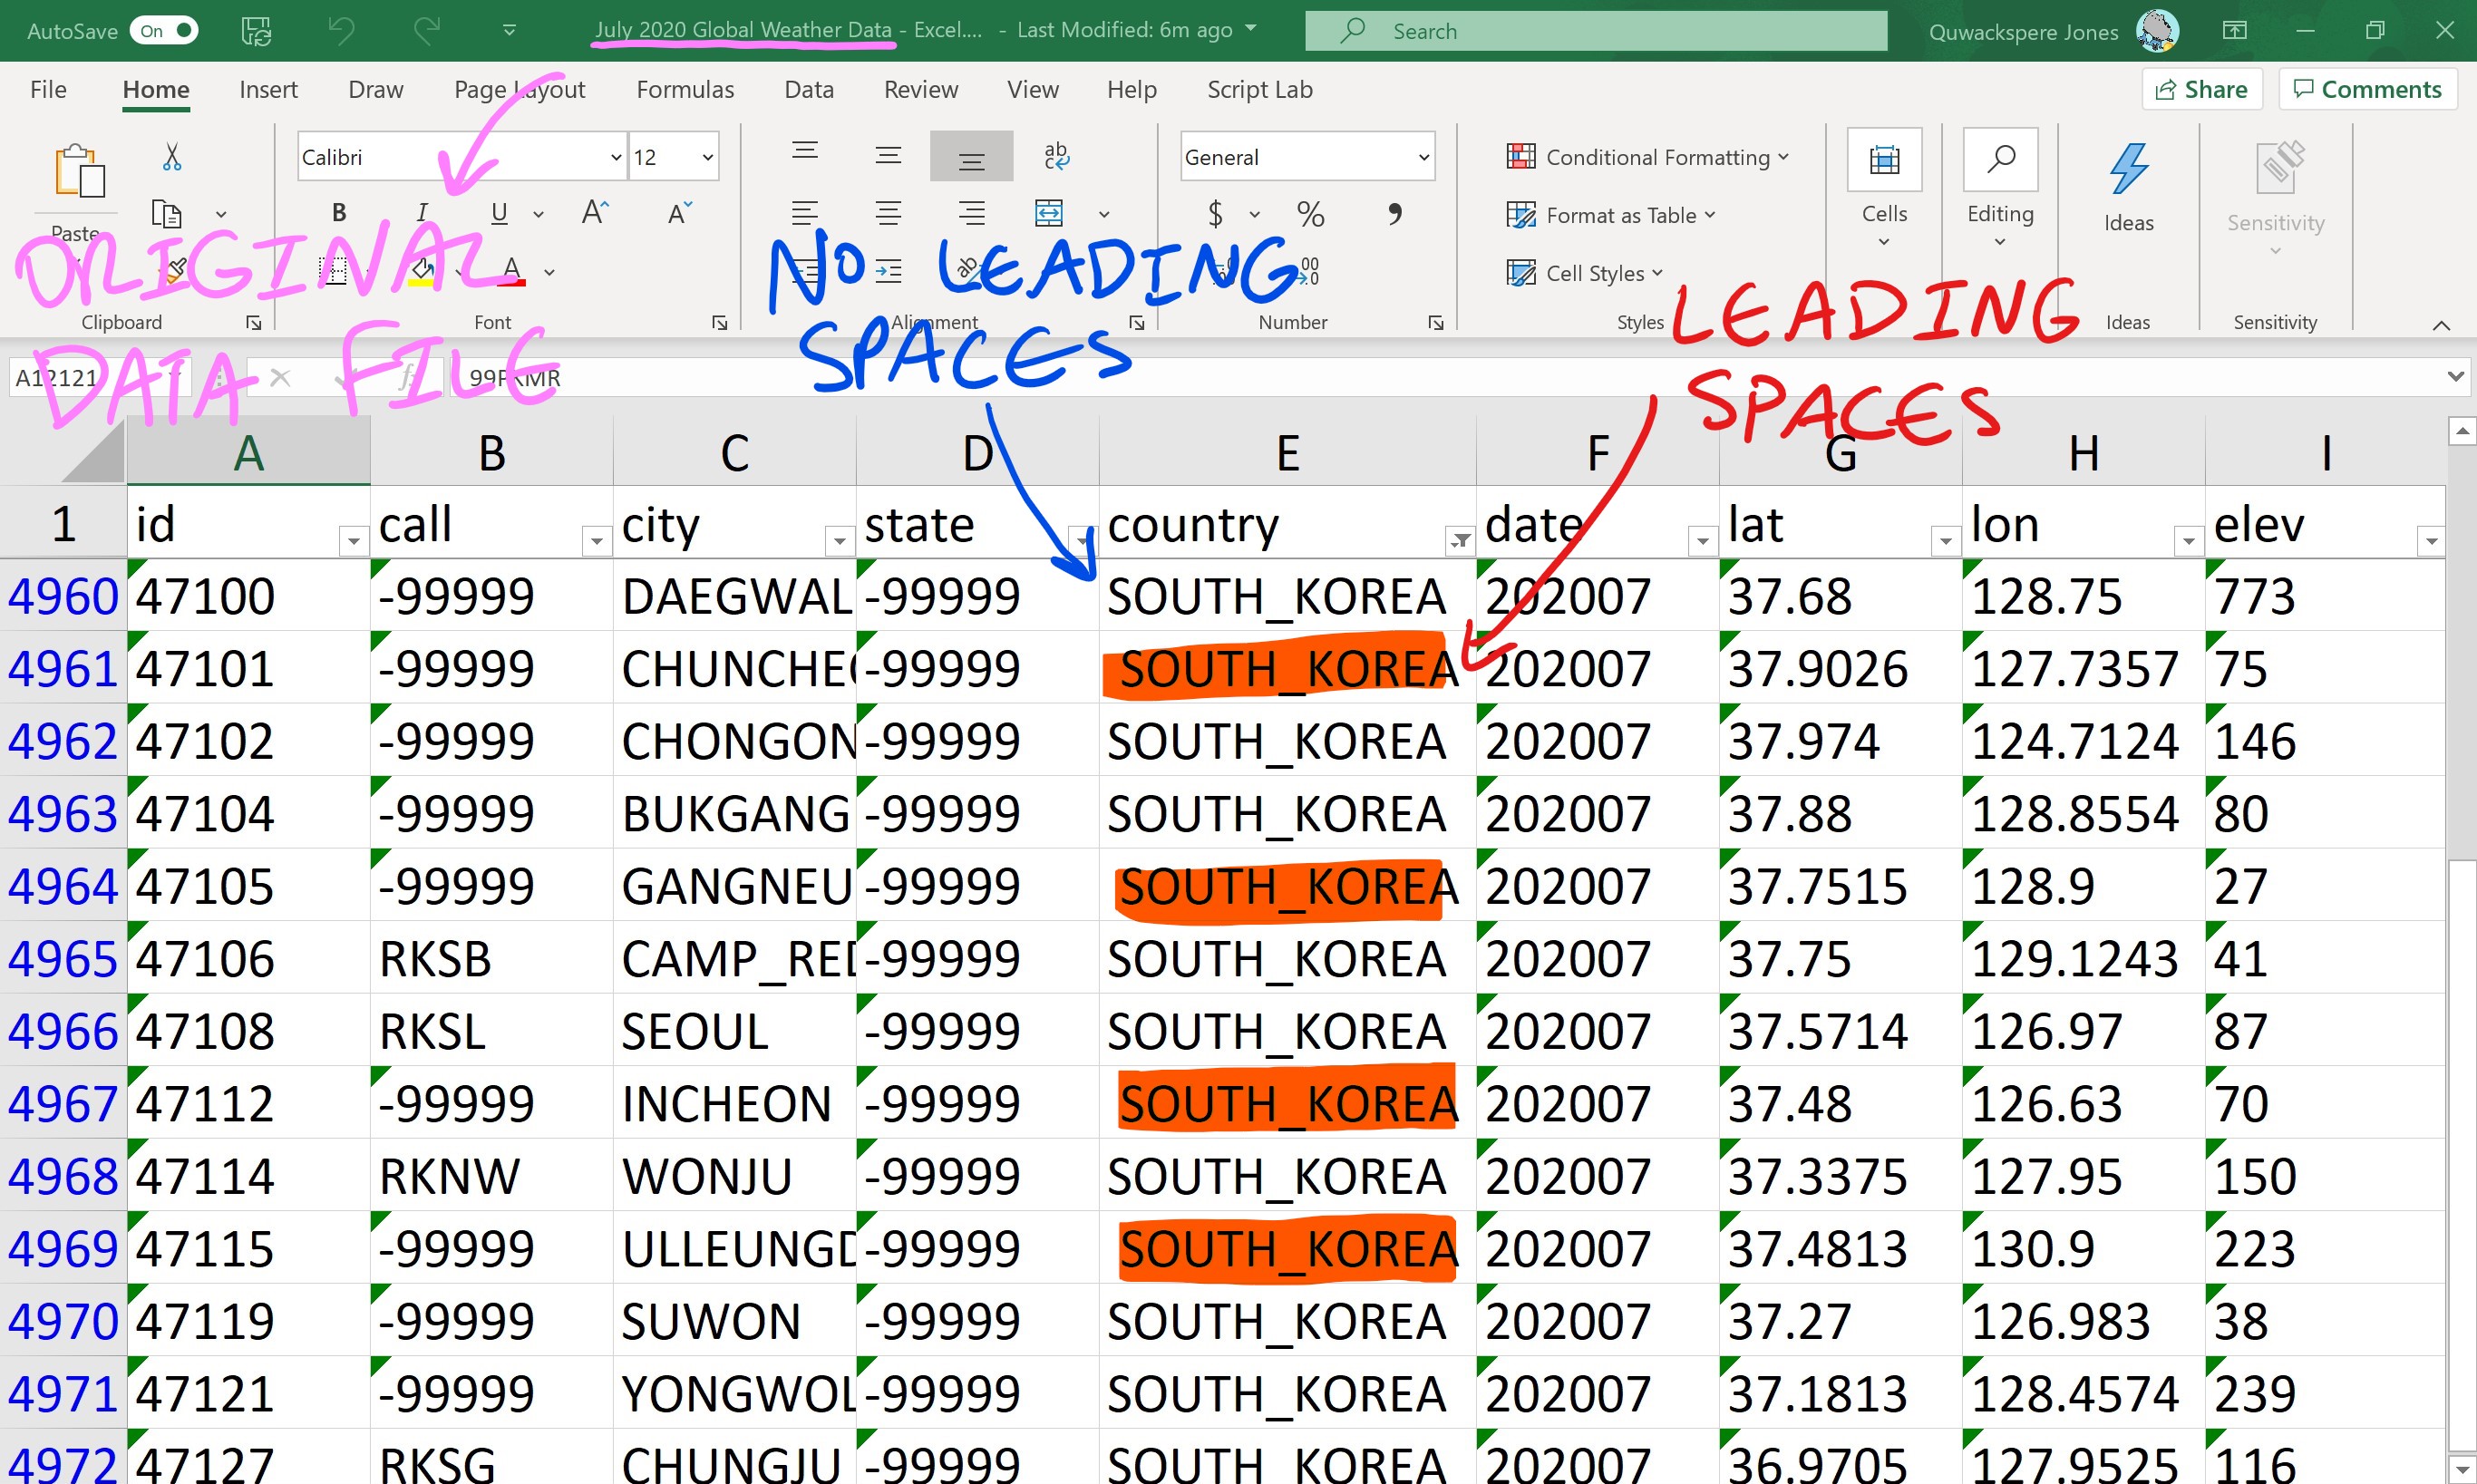 AutoSave On July 2020 Global Weather Data - Excel.... - Last Modified: 6m ago Search Quwackspere Jones
File Home Insert Draw Page Layout Formulas Data Review View Help Script Lab Share Comments
Calibri 12 General Conditional Formatting
Paste B I U Format as Table Cells Editing Ideas Sensitivity
Cell Styles
Clipboard Font Alignment Number Styles Ideas Sensitivity
ORIGINAL
DATA FILE
NO LEADING
SPACES
LEADING
SPACES
A12121 99RKMR
A B C D E F G H I
1 id call city state country date lat lon elev
4960 47100 -99999 DAEGWAL -99999 SOUTH_KOREA 202007 37.68 128.75 773
4961 47101 -99999 CHUNCHEO -99999 SOUTH_KOREA 202007 37.9026 127.7357 75
4962 47102 -99999 CHONGON -99999 SOUTH_KOREA 202007 37.974 124.7124 146
4963 47104 -99999 BUKGANG -99999 SOUTH_KOREA 202007 37.88 128.8554 80
4964 47105 -99999 GANGNEU -99999 SOUTH_KOREA 202007 37.7515 128.9 27
4965 47106 RKSB CAMP_RED -99999 SOUTH_KOREA 202007 37.75 129.1243 41
4966 47108 RKSL SEOUL -99999 SOUTH_KOREA 202007 37.5714 126.97 87
4967 47112 -99999 INCHEON -99999 SOUTH_KOREA 202007 37.48 126.63 70
4968 47114 RKNW WONJU -99999 SOUTH_KOREA 202007 37.3375 127.95 150
4969 47115 -99999 ULLEUNGD -99999 SOUTH_KOREA 202007 37.4813 130.9 223
4970 47119 -99999 SUWON -99999 SOUTH_KOREA 202007 37.27 126.983 38
4971 47121 -99999 YONGWOL -99999 SOUTH_KOREA 202007 37.1813 128.4574 239
4972 47127 RKSG CHUNGJU -99999 SOUTH_KOREA 202007 36.9705 127.9525 116